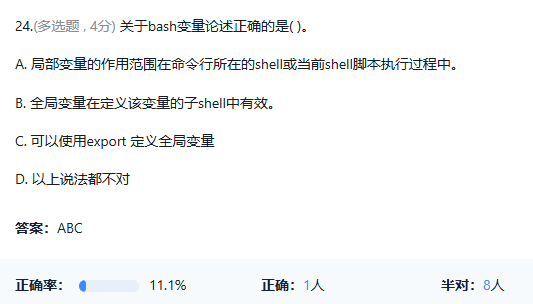 24.(多选题 , 4分) 关于bash变量论述正确的是( )。
A. 局部变量的作用范围在命令行所在的shell或当前shell脚本执行过程中。
B. 全局变量在定义该变量的子shell中有效。
C. 可以使用export 定义全局变量
D. 以上说法都不对
答案：ABC
正确率： 11.1% 正确：1人 半对：8人